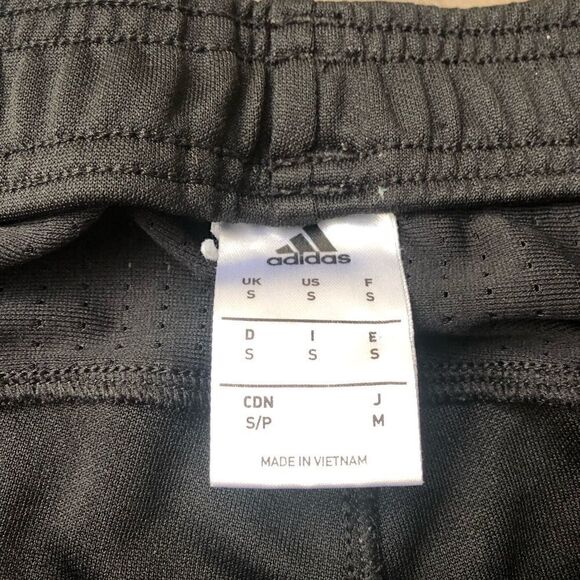 adidas
UK US F
S S S
D I E
S S S
CDN J
S/P M
MADE IN VIETNAM